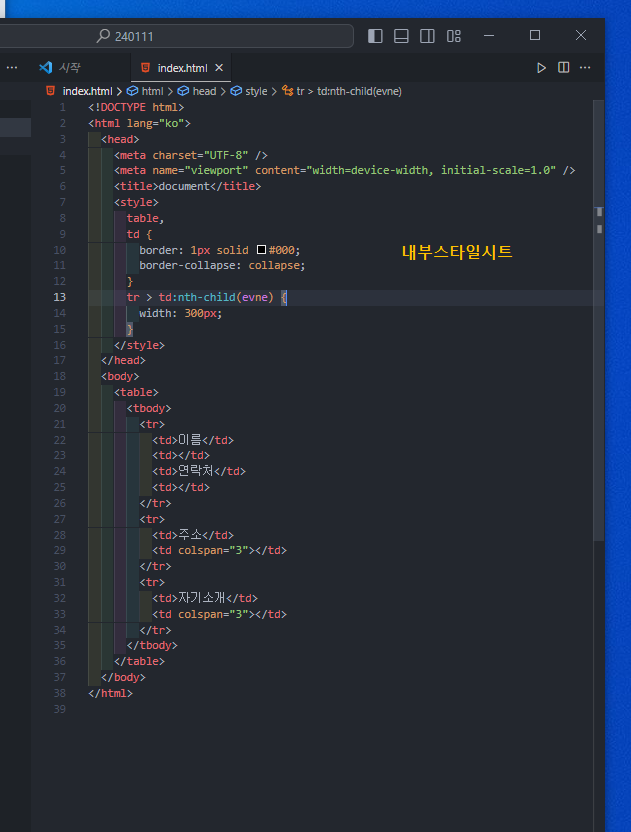 240111
시작 index.html
index.html > html > head > style > tr > td:nth-child(evne)
1 <!DOCTYPE html>
2 <html lang="ko">
3 <head>
4 <meta charset="UTF-8" />
5 <meta name="viewport" content="width=device-width, initial-scale=1.0" />
6 <title>document</title>
7 <style>
8 table,
9 td {
10 border: 1px solid #000;
11 border-collapse: collapse;
내부스타일시트
12 }
13 tr > td:nth-child(evne) {
14 width: 300px;
15 }
16 </style>
17 </head>
18 <body>
19 <table>
20 <tbody>
21 <tr>
22 <td>이름</td>
23 <td></td>
24 <td>연락처</td>
25 <td></td>
26 </tr>
27 <tr>
28 <td>주소</td>
29 <td colspan="3"></td>
30 </tr>
31 <tr>
32 <td>자기소개</td>
33 <td colspan="3"></td>
34 </tr>
35 </tbody>
36 </table>
37 </body>
38 </html>
39